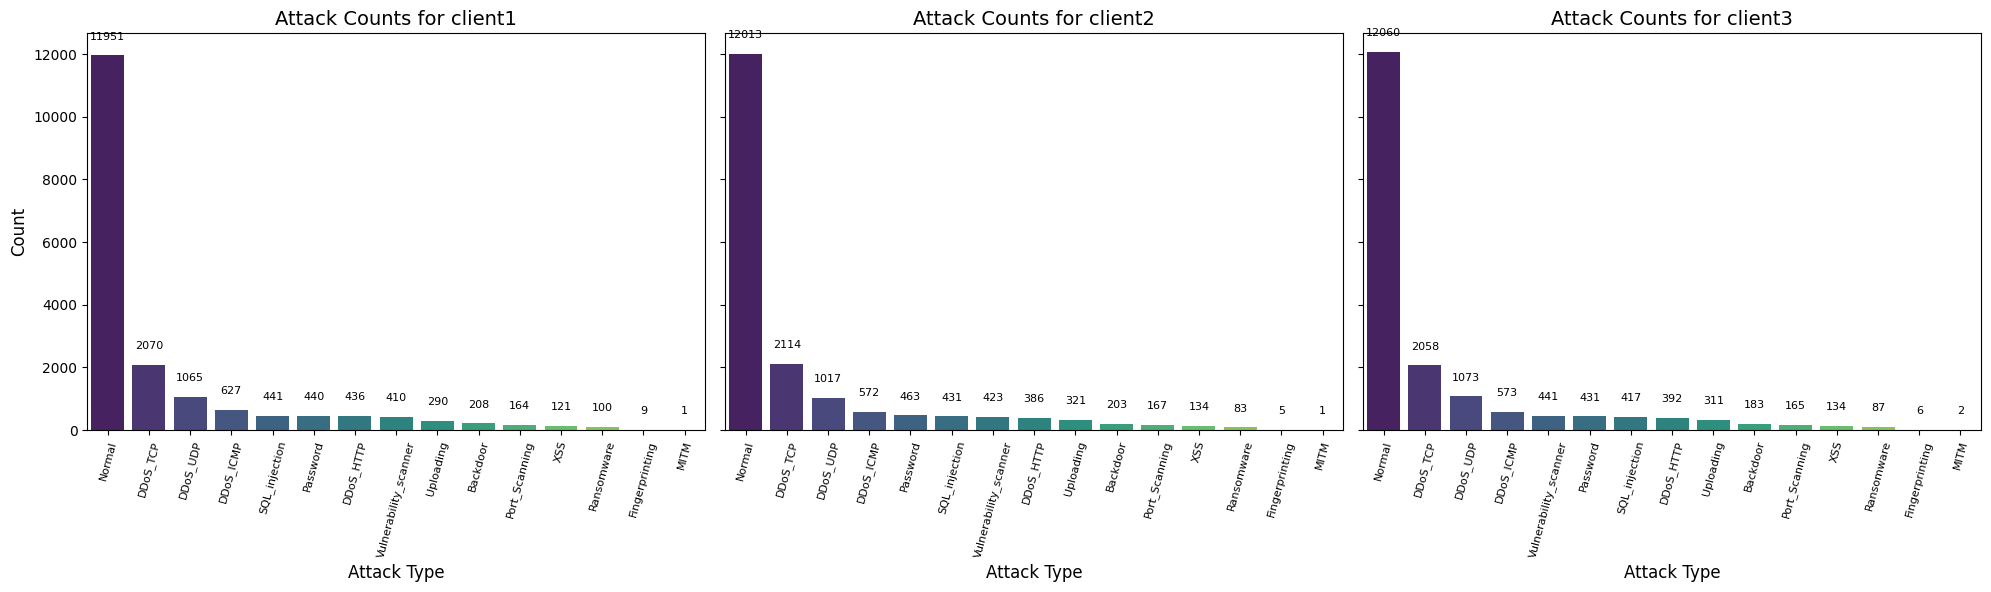 Attack Counts for client1
Count
12000
10000
8000
6000
4000
2000
0
11951
2070
1065
627
441
440
436
410
290
208
164
121
100
9
1
Normal
DDoS_TCP
DDoS_UDP
DDoS_ICMP
SQL_injection
Password
DDoS_HTTP
Vulnerability_scanner
Uploading
Backdoor
Port_Scanning
XSS
Ransomware
Fingerprinting
MITM
Attack Type
Attack Counts for client2
12013
2114
1017
572
463
431
423
386
321
203
167
134
83
5
1
Normal
DDoS_TCP
DDoS_UDP
DDoS_ICMP
Password
SQL_injection
Vulnerability_scanner
DDoS_HTTP
Uploading
Backdoor
Port_Scanning
XSS
Ransomware
Fingerprinting
MITM
Attack Type
Attack Counts for client3
12060
2058
1073
573
441
431
417
392
311
183
165
134
87
6
2
Normal
DDoS_TCP
DDoS_UDP
DDoS_ICMP
Vulnerability_scanner
Password
SQL_injection
DDoS_HTTP
Uploading
Backdoor
Port_Scanning
XSS
Ransomware
Fingerprinting
MITM
Attack Type